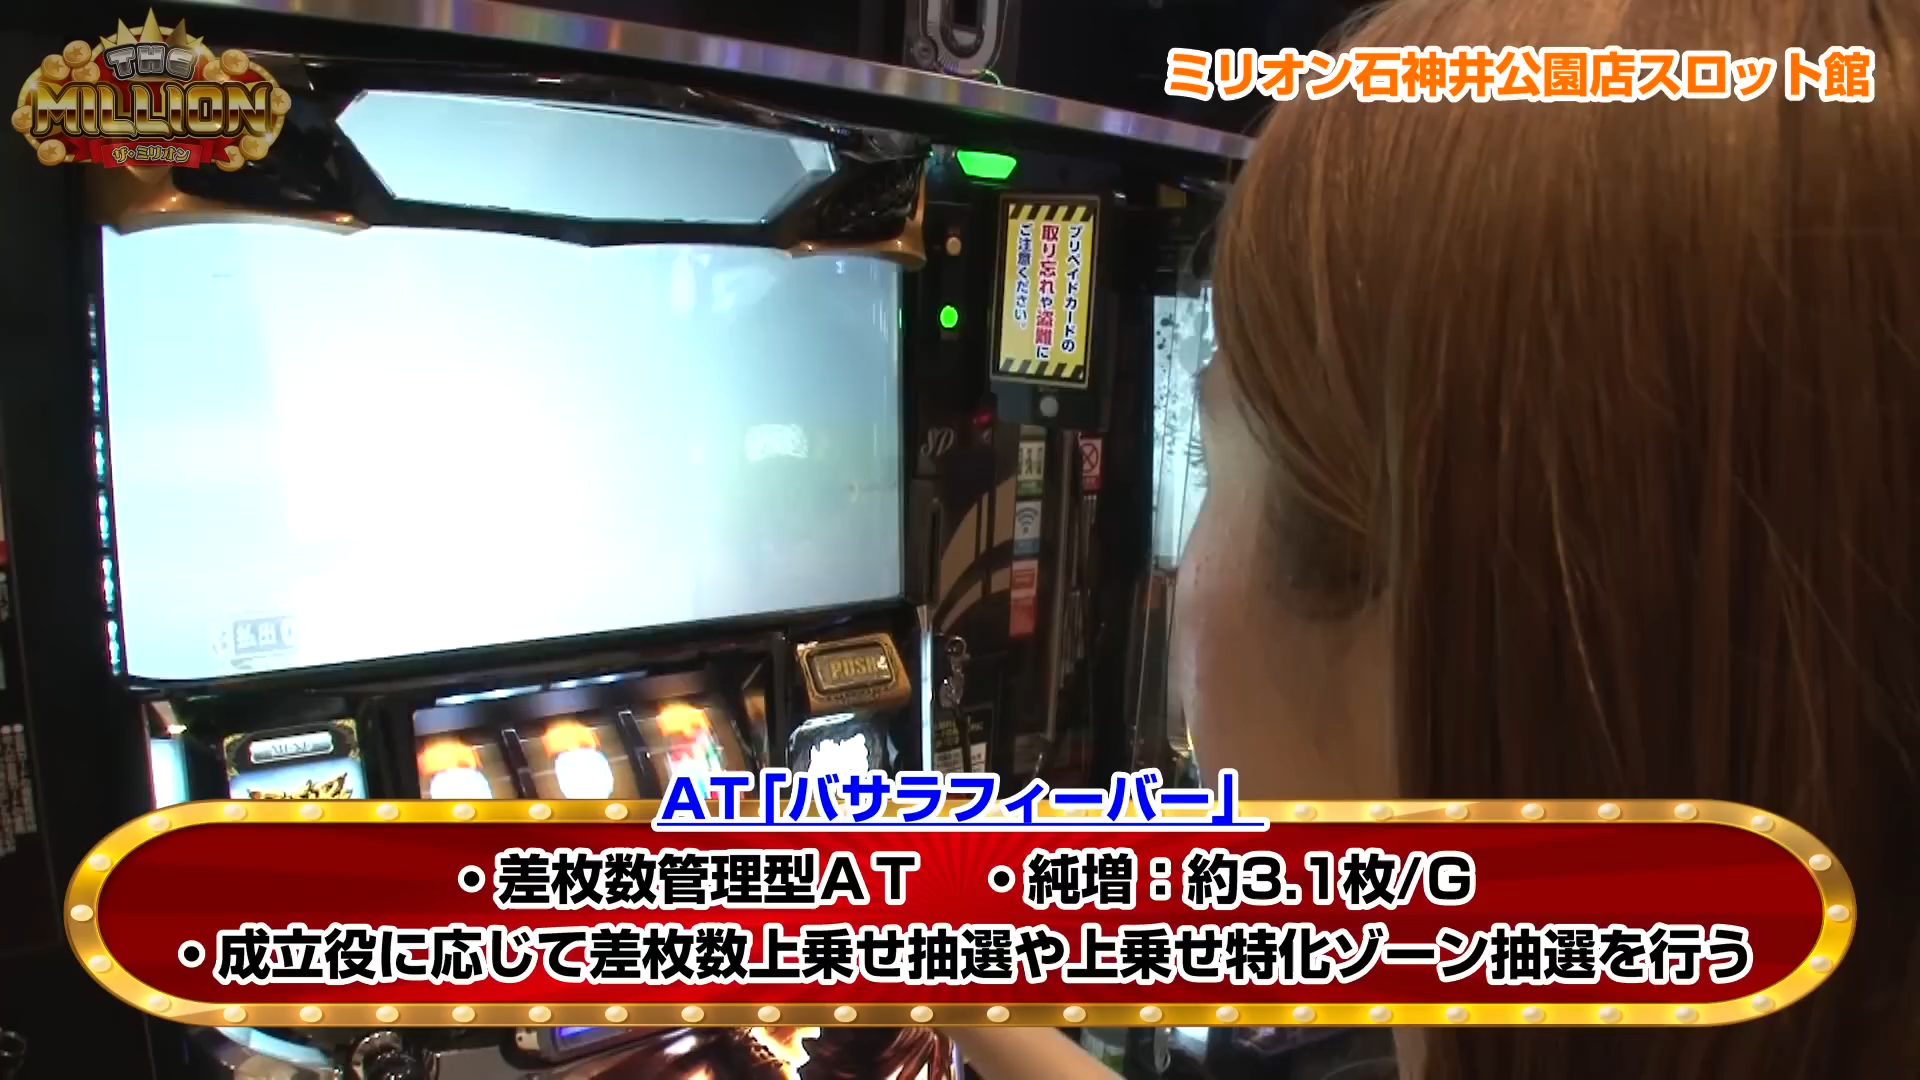 THE
MILLION
ザ・ミリオン
ミリオン石神井公園店スロット館
プリペイドカードの
取り忘れや盗難に
ご注意ください。
SD
払出
PUSH
MENU
AT「バサラフィーバー」
・差枚数管理型AT ・純増：約3.1枚/G
・成立役に応じて差枚数上乗せ抽選や上乗せ特化ゾーン抽選を行う